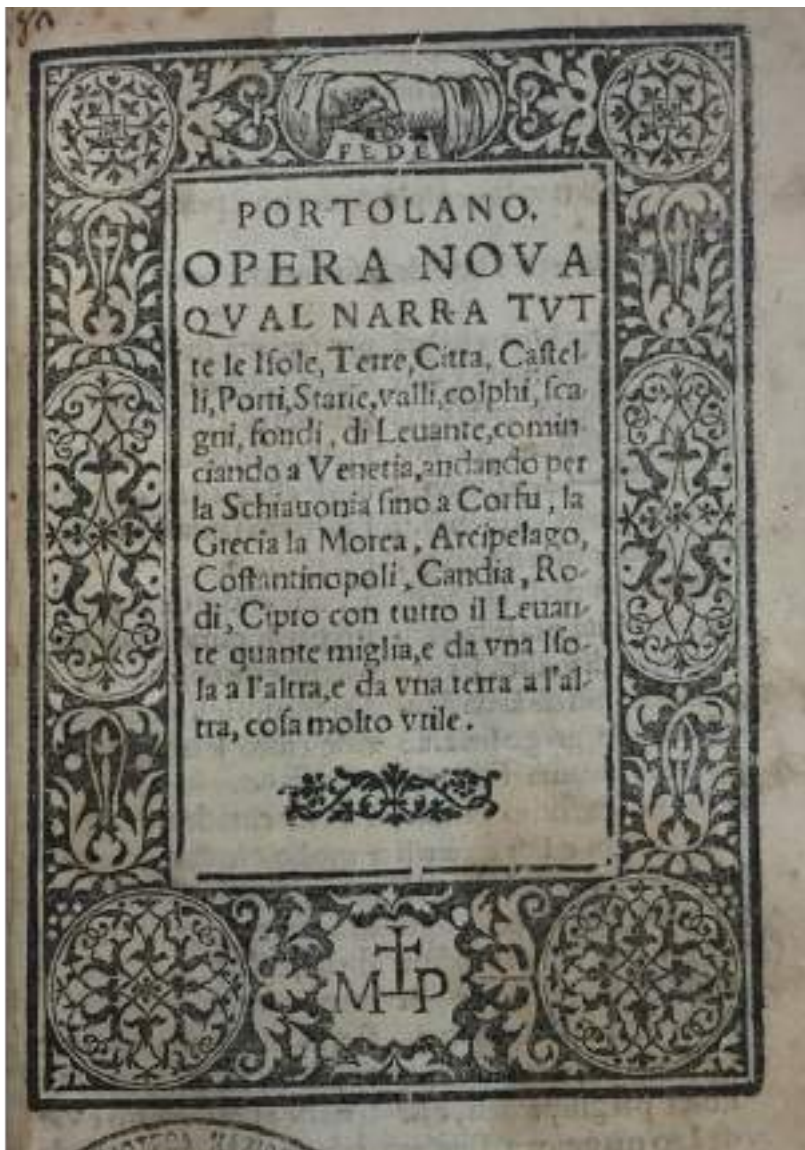 FEDE
PORTOLANO.
OPERA NOVA
QVAL NARRA TVT
te le Isole, Terre, Citta, Castel-
li, Porti, Starie, valli, colphi, sca-
gni, fondi, di Leuante, comin-
ciando a Venetia, andando per
la Schiauonia sino a Corfu, la
Grecia la Morea, Arcipelago,
Costantinopoli, Candia, Ro-
di, Cipro con tutto il Leuan-
te quante miglia, e da vna Iso-
la a l'altra, e da vna terra a l'al-
tra, cosa molto vtile.
M P